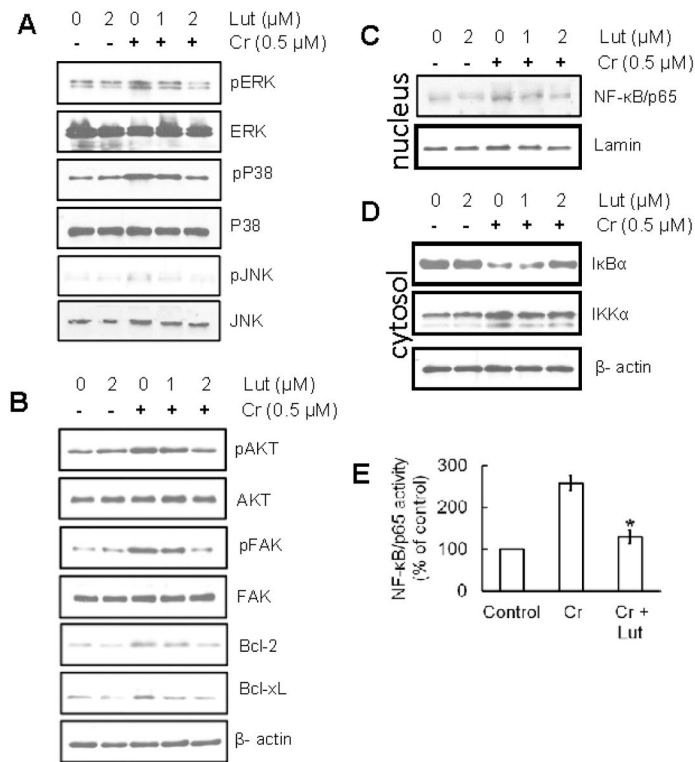 A
0 2 0 1 2 Lut (µM)
- - + + + Cr (0.5 µM)
pERK
ERK
pP38
P38
pJNK
JNK
B
0 2 0 1 2 Lut (µM)
- - + + + Cr (0.5 µM)
pAKT
AKT
pFAK
FAK
Bcl-2
Bcl-xL
β- actin
C
0 2 0 1 2 Lut (µM)
- - + + + Cr (0.5 µM)
nucleus
NF-κB/p65
Lamin
D
0 2 0 1 2 Lut (µM)
- - + + + Cr (0.5 µM)
cytosol
IκBα
IKKα
β- actin
E
NF-κB/p65 activity
(% of control)
300
200
100
0
Control Cr Cr +
Lut
*